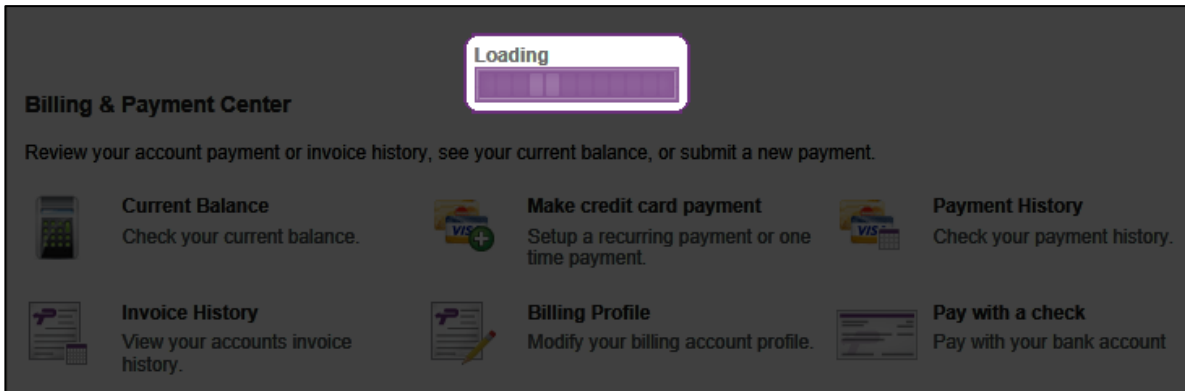 Loading
Billing & Payment Center
Review your account payment or invoice history, see your current balance, or submit a new payment.
Current Balance
Check your current balance.
VISA
Make credit card payment
Setup a recurring payment or one
time payment.
VISA
Payment History
Check your payment history.
Invoice History
View your accounts invoice
history.
Billing Profile
Modify your billing account profile.
Pay with a check
Pay with your bank account